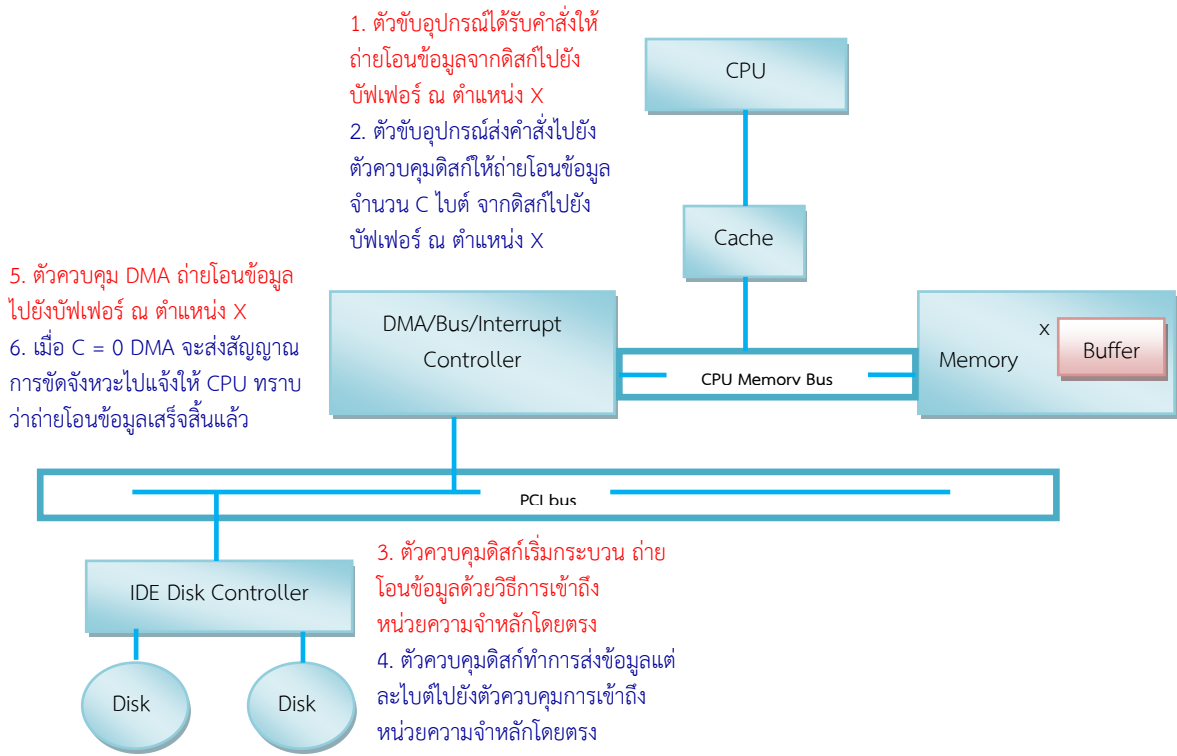 1. ตัวขับอุปกรณ์ได้รับคำสั่งให้
ถ่ายโอนข้อมูลจากดิสก์ไปยัง
บัฟเฟอร์ ณ ตำแหน่ง X
2. ตัวขับอุปกรณ์ส่งคำสั่งไปยัง
ตัวควบคุมดิสก์ให้ถ่ายโอนข้อมูล
จำนวน C ไบต์ จากดิสก์ไปยัง
บัฟเฟอร์ ณ ตำแหน่ง X
CPU
Cache
5. ตัวควบคุม DMA ถ่ายโอนข้อมูล
ไปยังบัฟเฟอร์ ณ ตำแหน่ง X
6. เมื่อ C = 0 DMA จะส่งสัญญาณ
การขัดจังหวะไปแจ้งให้ CPU ทราบ
ว่าถ่ายโอนข้อมูลเสร็จสิ้นแล้ว
DMA/Bus/Interrupt
Controller
CPU Memory Bus
Memory
x
Buffer
PCI bus
IDE Disk Controller
Disk
Disk
3. ตัวควบคุมดิสก์เริ่มกระบวน ถ่าย
โอนข้อมูลด้วยวิธีการเข้าถึง
หน่วยความจำหลักโดยตรง
4. ตัวควบคุมดิสก์ทำการส่งข้อมูลแต่
ละไบต์ไปยังตัวควบคุมการเข้าถึง
หน่วยความจำหลักโดยตรง